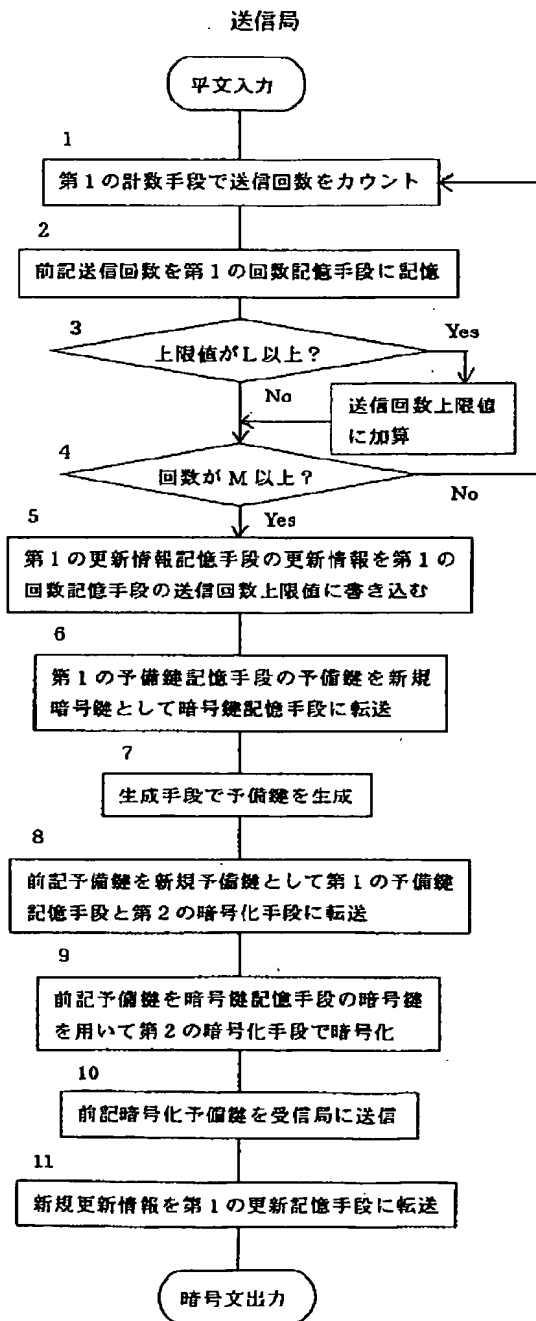 送信局
平文入力
1
第1の計数手段で送信回数をカウント
2
前記送信回数を第1の回数記憶手段に記憶
3
上限値がL以上?
Yes
No
送信回数上限値
に加算
4
回数がM以上?
No
Yes
5
第1の更新情報記憶手段の更新情報を第1の
回数記憶手段の送信回数上限値に書き込む
6
第1の予備鍵記憶手段の予備鍵を新規
暗号鍵として暗号鍵記憶手段に転送
7
生成手段で予備鍵を生成
8
前記予備鍵を新規予備鍵として第1の予備鍵
記憶手段と第2の暗号化手段に転送
9
前記予備鍵を暗号鍵記憶手段の暗号鍵
を用いて第2の暗号化手段で暗号化
10
前記暗号化予備鍵を受信局に送信
11
新規更新情報を第1の更新記憶手段に転送
暗号文出力